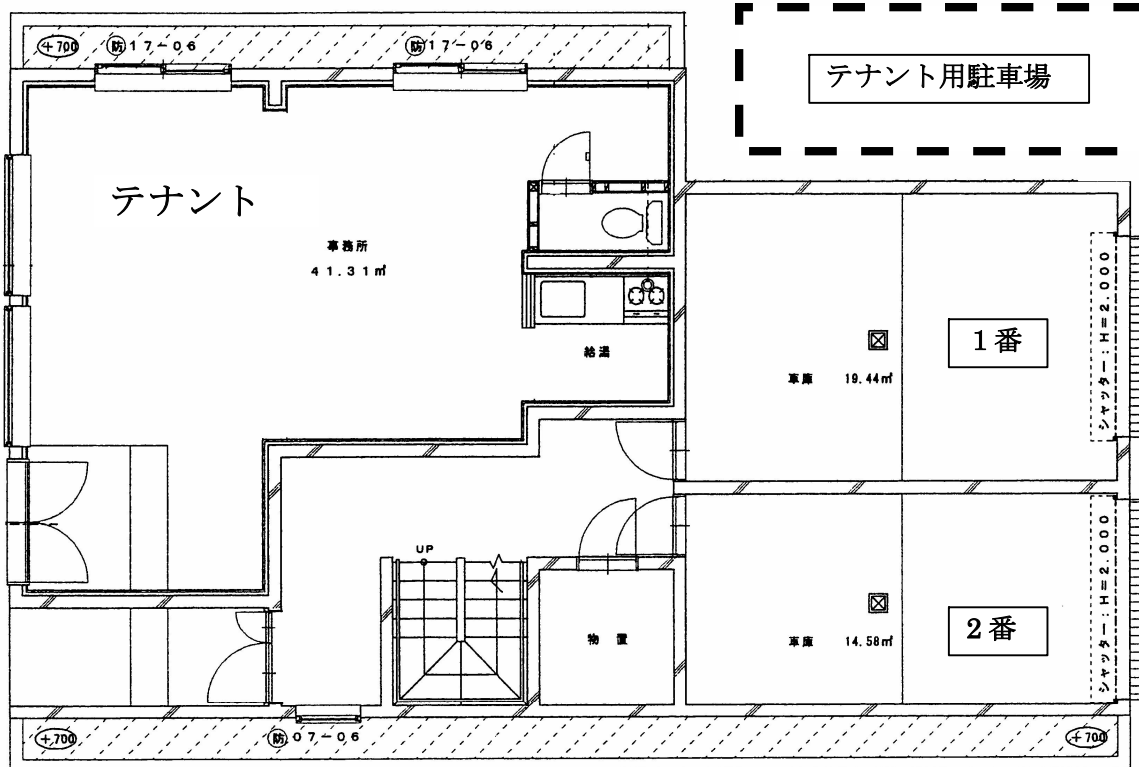 +700
防17-06
防17-06
テナント用駐車場
テナント
事務所
41.31㎡
給湯
車庫 19.44㎡
1番
シャッター:H=2.000
UP
物置
車庫 14.58㎡
2番
シャッター:H=2.000
+700
防07-06
+700